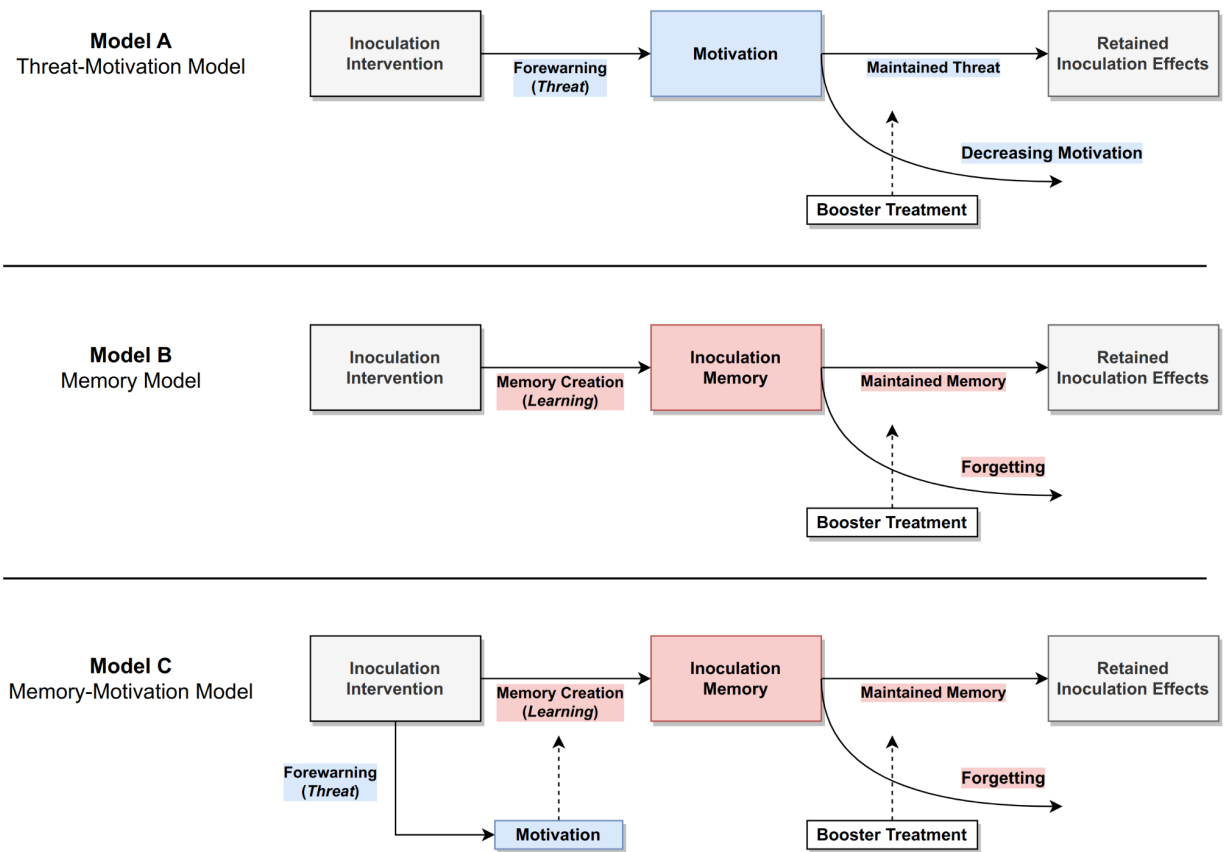 Model A
Threat-Motivation Model
Inoculation
Intervention
Forewarning
(Threat)
Motivation
Maintained Threat
Retained
Inoculation Effects
Decreasing Motivation
Booster Treatment
Model B
Memory Model
Inoculation
Intervention
Memory Creation
(Learning)
Inoculation
Memory
Maintained Memory
Retained
Inoculation Effects
Forgetting
Booster Treatment
Model C
Memory-Motivation Model
Inoculation
Intervention
Memory Creation
(Learning)
Inoculation
Memory
Maintained Memory
Retained
Inoculation Effects
Forewarning
(Threat)
Forgetting
Motivation
Booster Treatment